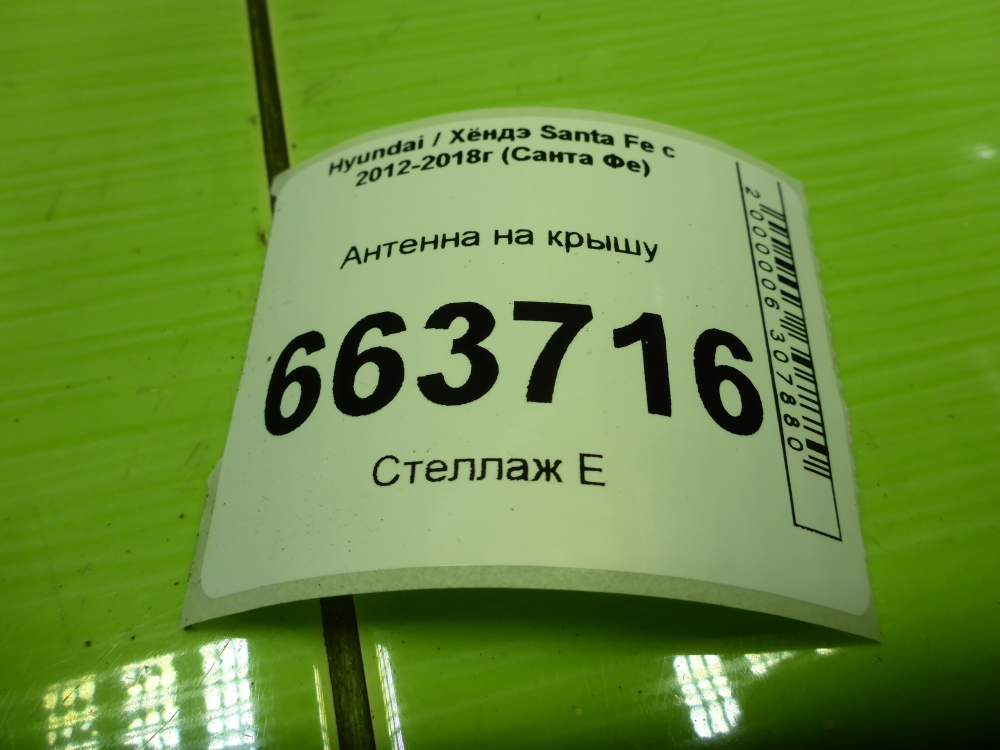 Hyundai / Хёндэ Santa Fe с
2012-2018г (Санта Фе)
Антенна на крышу
663716
Стеллаж Е
2000006307880